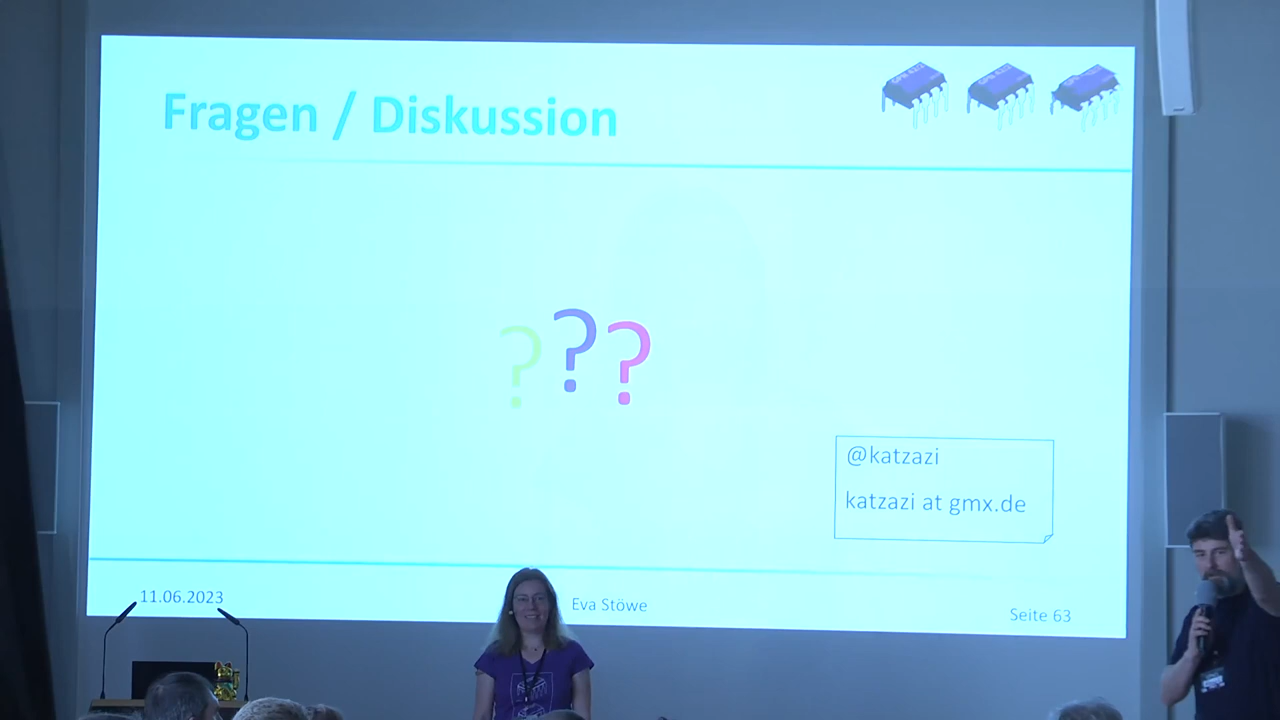 Fragen / Diskussion
? ? ?
@katzazi
katzazi at gmx.de
11.06.2023
Eva Stöwe
Seite 63